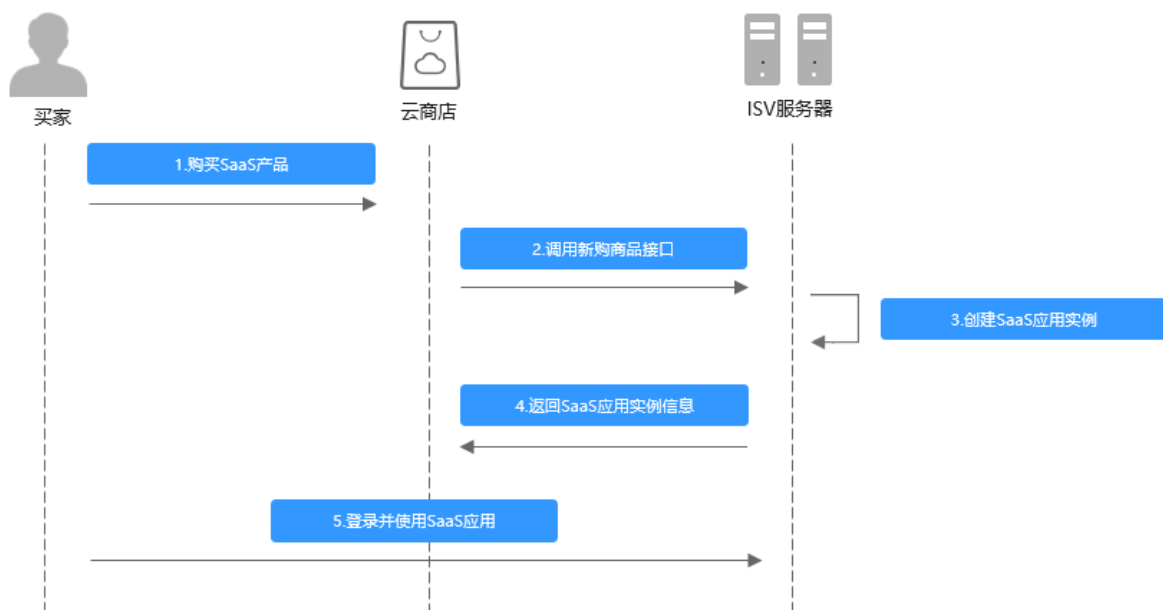 买家
云商店
ISV服务器
1.购买SaaS产品
2.调用新购商品接口
3.创建SaaS应用实例
4.返回SaaS应用实例信息
5.登录并使用SaaS应用